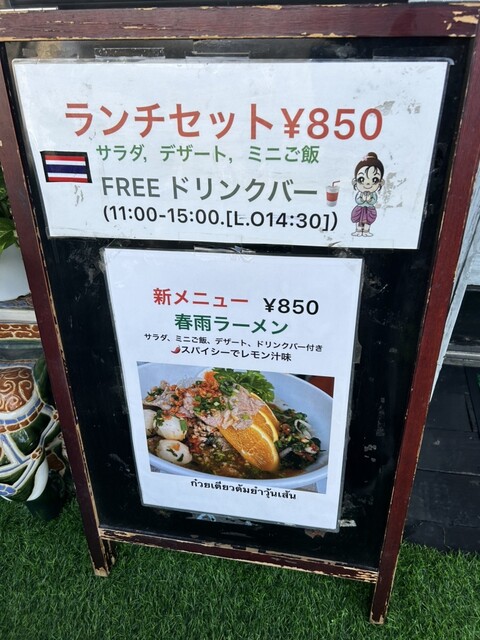 ランチセット¥850
サラダ, デザート, ミニご飯
FREE ドリンクバー
(11:00-15:00.[L.O14:30])
新メニュー ¥850
春雨ラーメン
サラダ、ミニご飯、デザート、ドリンクバー付き
スパイシーでレモン汁味
ก๋วยเตี๋ยวต้มยำวุ้นเส้น